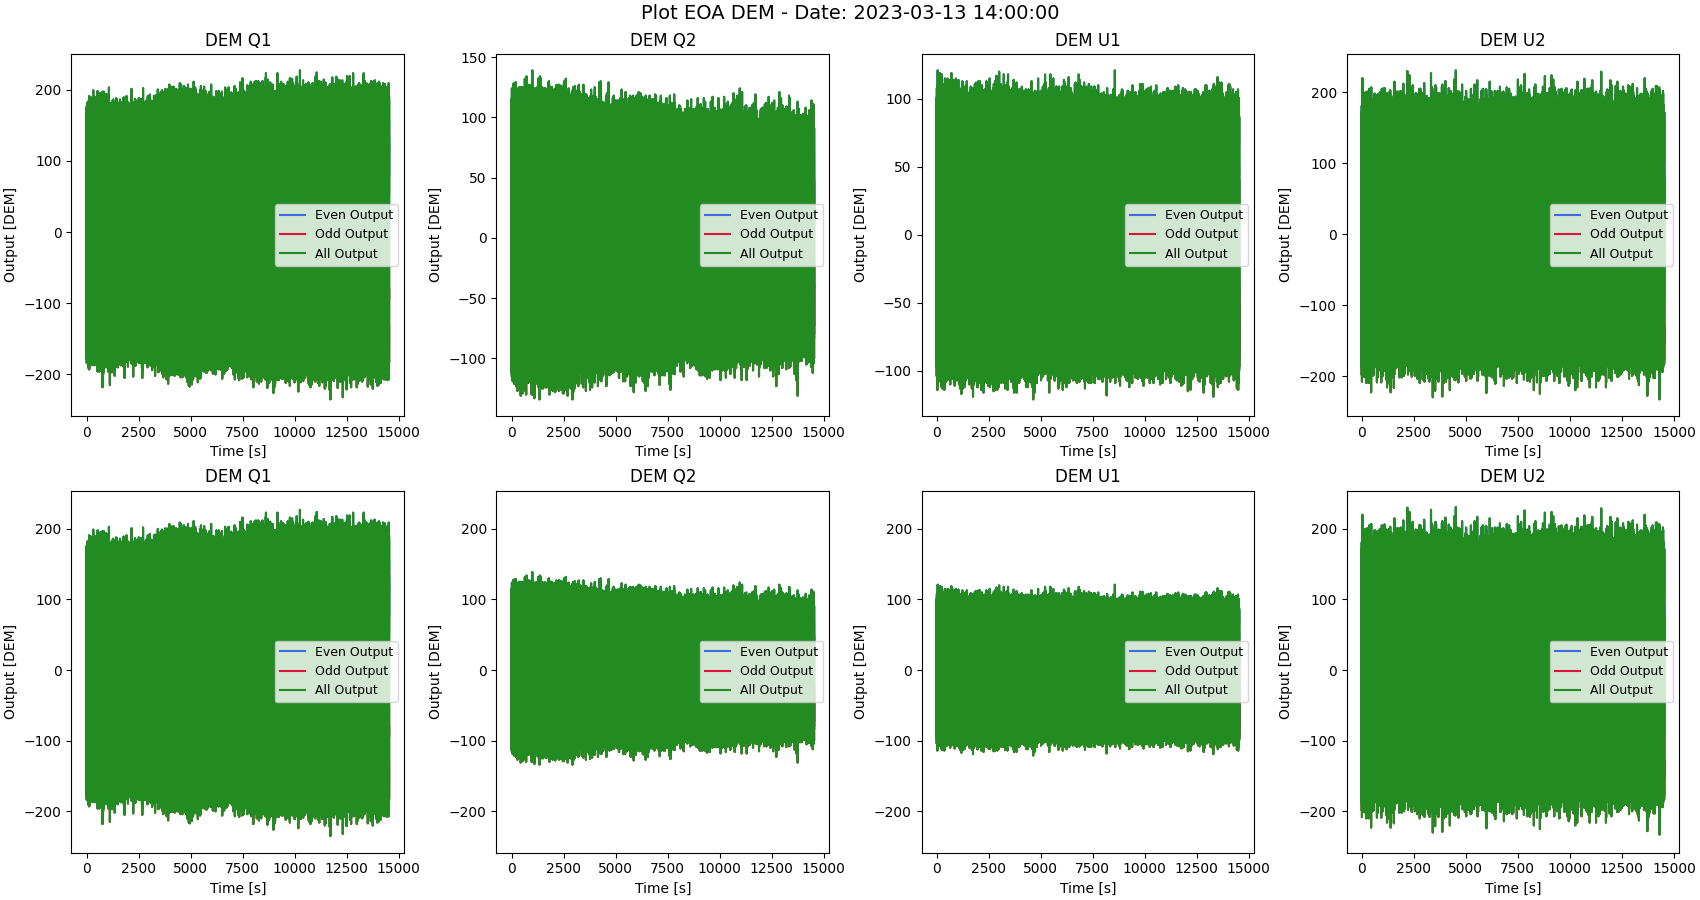 Plot EOA DEM - Date: 2023-03-13 14:00:00
DEM Q1
Output [DEM]
200
100
0
−100
−200
Even Output
Odd Output
All Output
0 2500 5000 7500 10000 12500 15000
Time [s]
DEM Q2
Output [DEM]
150
100
50
0
−50
−100
Even Output
Odd Output
All Output
0 2500 5000 7500 10000 12500 15000
Time [s]
DEM U1
Output [DEM]
100
50
0
−50
−100
Even Output
Odd Output
All Output
0 2500 5000 7500 10000 12500 15000
Time [s]
DEM U2
Output [DEM]
200
100
0
−100
−200
Even Output
Odd Output
All Output
0 2500 5000 7500 10000 12500 15000
Time [s]
DEM Q1
Output [DEM]
200
100
0
−100
−200
Even Output
Odd Output
All Output
0 2500 5000 7500 10000 12500 15000
Time [s]
DEM Q2
Output [DEM]
200
100
0
−100
−200
Even Output
Odd Output
All Output
0 2500 5000 7500 10000 12500 15000
Time [s]
DEM U1
Output [DEM]
200
100
0
−100
−200
Even Output
Odd Output
All Output
0 2500 5000 7500 10000 12500 15000
Time [s]
DEM U2
Output [DEM]
200
100
0
−100
−200
Even Output
Odd Output
All Output
0 2500 5000 7500 10000 12500 15000
Time [s]